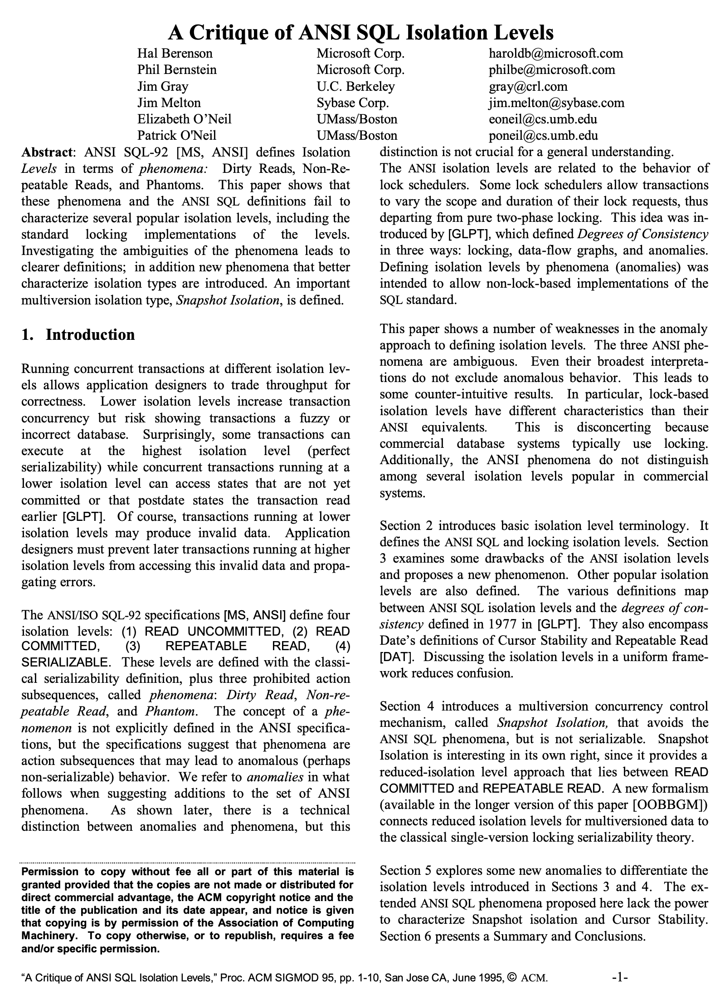 A Critique of ANSI SQL Isolation Levels
Hal Berenson Microsoft Corp. haroldb@microsoft.com
Phil Bernstein Microsoft Corp. philbe@microsoft.com
Jim Gray U.C. Berkeley gray@crl.com
Jim Melton Sybase Corp. jim.melton@sybase.com
Elizabeth O’Neil UMass/Boston eoneil@cs.umb.edu
Patrick O'Neil UMass/Boston poneil@cs.umb.edu
Abstract: ANSI SQL-92 [MS, ANSI] defines Isolation
Levels in terms of phenomena: Dirty Reads, Non-Re-
peatable Reads, and Phantoms. This paper shows that
these phenomena and the ANSI SQL definitions fail to
characterize several popular isolation levels, including the
standard locking implementations of the levels.
Investigating the ambiguities of the phenomena leads to
clearer definitions; in addition new phenomena that better
characterize isolation types are introduced. An important
multiversion isolation type, Snapshot Isolation, is defined.
1. Introduction
Running concurrent transactions at different isolation lev-
els allows application designers to trade throughput for
correctness. Lower isolation levels increase transaction
concurrency but risk showing transactions a fuzzy or
incorrect database. Surprisingly, some transactions can
execute at the highest isolation level (perfect
serializability) while concurrent transactions running at a
lower isolation level can access states that are not yet
committed or that postdate states the transaction read
earlier [GLPT]. Of course, transactions running at lower
isolation levels may produce invalid data. Application
designers must prevent later transactions running at higher
isolation levels from accessing this invalid data and propa-
gating errors.
The ANSI/ISO SQL-92 specifications [MS, ANSI] define four
isolation levels: (1) READ UNCOMMITTED, (2) READ
COMMITTED, (3) REPEATABLE READ, (4)
SERIALIZABLE. These levels are defined with the classi-
cal serializability definition, plus three prohibited action
subsequences, called phenomena: Dirty Read, Non-re-
peatable Read, and Phantom. The concept of a phe-
nomenon is not explicitly defined in the ANSI specifica-
tions, but the specifications suggest that phenomena are
action subsequences that may lead to anomalous (perhaps
non-serializable) behavior. We refer to anomalies in what
follows when suggesting additions to the set of ANSI
phenomena. As shown later, there is a technical
distinction between anomalies and phenomena, but this
Permission to copy without fee all or part of this material is
granted provided that the copies are not made or distributed for
direct commercial advantage, the ACM copyright notice and the
title of the publication and its date appear, and notice is given
that copying is by permission of the Association of Computing
Machinery. To copy otherwise, or to republish, requires a fee
and/or specific permission.
distinction is not crucial for a general understanding.
The ANSI isolation levels are related to the behavior of
lock schedulers. Some lock schedulers allow transactions
to vary the scope and duration of their lock requests, thus
departing from pure two-phase locking. This idea was in-
troduced by [GLPT], which defined Degrees of Consistency
in three ways: locking, data-flow graphs, and anomalies.
Defining isolation levels by phenomena (anomalies) was
intended to allow non-lock-based implementations of the
SQL standard.
This paper shows a number of weaknesses in the anomaly
approach to defining isolation levels. The three ANSI phe-
nomena are ambiguous. Even their broadest interpreta-
tions do not exclude anomalous behavior. This leads to
some counter-intuitive results. In particular, lock-based
isolation levels have different characteristics than their
ANSI equivalents. This is disconcerting because
commercial database systems typically use locking.
Additionally, the ANSI phenomena do not distinguish
among several isolation levels popular in commercial
systems.
Section 2 introduces basic isolation level terminology. It
defines the ANSI SQL and locking isolation levels. Section
3 examines some drawbacks of the ANSI isolation levels
and proposes a new phenomenon. Other popular isolation
levels are also defined. The various definitions map
between ANSI SQL isolation levels and the degrees of con-
sistency defined in 1977 in [GLPT]. They also encompass
Date’s definitions of Cursor Stability and Repeatable Read
[DAT]. Discussing the isolation levels in a uniform frame-
work reduces confusion.
Section 4 introduces a multiversion concurrency control
mechanism, called Snapshot Isolation, that avoids the
ANSI SQL phenomena, but is not serializable. Snapshot
Isolation is interesting in its own right, since it provides a
reduced-isolation level approach that lies between READ
COMMITTED and REPEATABLE READ. A new formalism
(available in the longer version of this paper [OOBBGM])
connects reduced isolation levels for multiversioned data to
the classical single-version locking serializability theory.
Section 5 explores some new anomalies to differentiate the
isolation levels introduced in Sections 3 and 4. The ex-
tended ANSI SQL phenomena proposed here lack the power
to characterize Snapshot isolation and Cursor Stability.
Section 6 presents a Summary and Conclusions.
“A Critique of ANSI SQL Isolation Levels,” Proc. ACM SIGMOD 95, pp. 1-10, San Jose CA, June 1995, © ACM. -1-